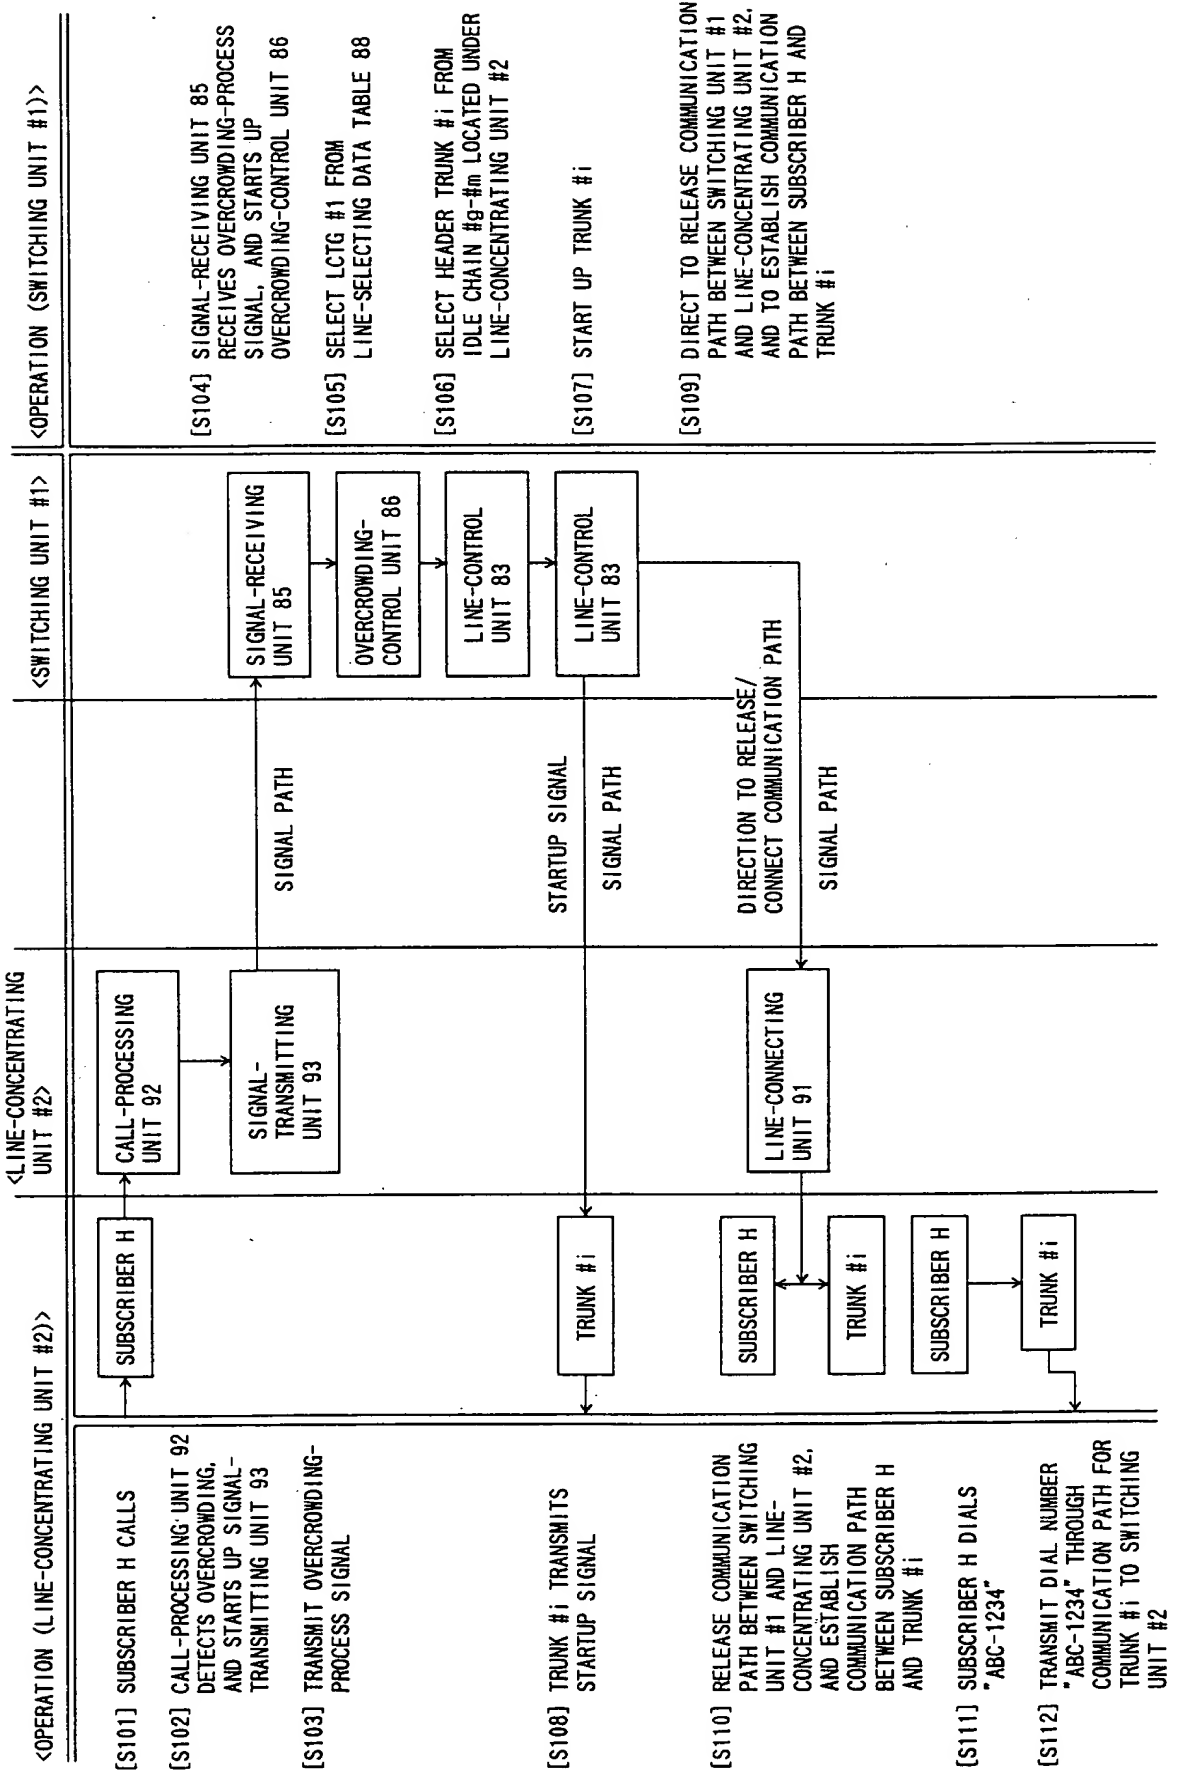 <OPERATION (LINE-CONCENTRATING UNIT #2)>
<LINE-CONCENTRATING
UNIT #2>
<SWITCHING UNIT #1>
<OPERATION (SWITCHING UNIT #1)>
[S101] SUBSCRIBER H CALLS
[S102] CALL-PROCESSING UNIT 92
DETECTS OVERCROWDING,
AND STARTS UP SIGNAL-
TRANSMITTING UNIT 93
[S103] TRANSMIT OVERCROWDING-
PROCESS SIGNAL
[S108] TRUNK #i TRANSMITS
STARTUP SIGNAL
[S110] RELEASE COMMUNICATION
PATH BETWEEN SWITCHING
UNIT #1 AND LINE-
CONCENTRATING UNIT #2,
AND ESTABLISH
COMMUNICATION PATH
BETWEEN SUBSCRIBER H
AND TRUNK #i
[S111] SUBSCRIBER H DIALS
"ABC-1234"
[S112] TRANSMIT DIAL NUMBER
"ABC-1234" THROUGH
COMMUNICATION PATH FOR
TRUNK #i TO SWITCHING
UNIT #2
SUBSCRIBER H
TRUNK #i
SUBSCRIBER H
TRUNK #i
SUBSCRIBER H
TRUNK #i
CALL-PROCESSING
UNIT 92
SIGNAL-
TRANSMITTING
UNIT 93
LINE-CONNECTING
UNIT 91
SIGNAL PATH
STARTUP SIGNAL
SIGNAL PATH
DIRECTION TO RELEASE/
CONNECT COMMUNICATION PATH
SIGNAL PATH
SIGNAL-RECEIVING
UNIT 85
OVERCROWDING-
CONTROL UNIT 86
LINE-CONTROL
UNIT 83
LINE-CONTROL
UNIT 83
[S104] SIGNAL-RECEIVING UNIT 85
RECEIVES OVERCROWDING-PROCESS
SIGNAL, AND STARTS UP
OVERCROWDING-CONTROL UNIT 86
[S105] SELECT LCTG #1 FROM
LINE-SELECTING DATA TABLE 88
[S106] SELECT HEADER TRUNK #i FROM
IDLE CHAIN #g-#m LOCATED UNDER
LINE-CONCENTRATING UNIT #2
[S107] START UP TRUNK #i
[S109] DIRECT TO RELEASE COMMUNICATION
PATH BETWEEN SWITCHING UNIT #1
AND LINE-CONCENTRATING UNIT #2,
AND TO ESTABLISH COMMUNICATION
PATH BETWEEN SUBSCRIBER H AND
TRUNK #i